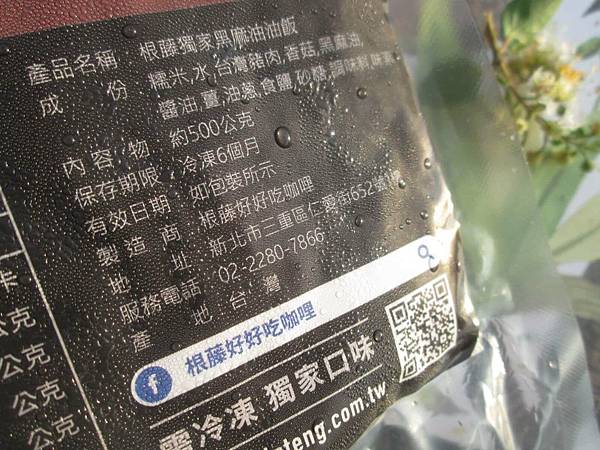 產品名稱：根藤獨家黑麻油油飯
成份：糯米,水,台灣豬肉,香菇,黑麻油,
醬油,薑,油蔥,食鹽,砂糖,調味料,味素
內容物：約500公克
保存期限：冷凍6個月
有效日期：如包裝所示
製造商：根藤好好吃咖哩
地址：新北市三重區仁愛街652號
服務電話：02-2280-7866
產地：台灣
根藤好好吃咖哩
需冷凍 獨家口味
teng.com.tw
卡
公克
公克
公克
公克